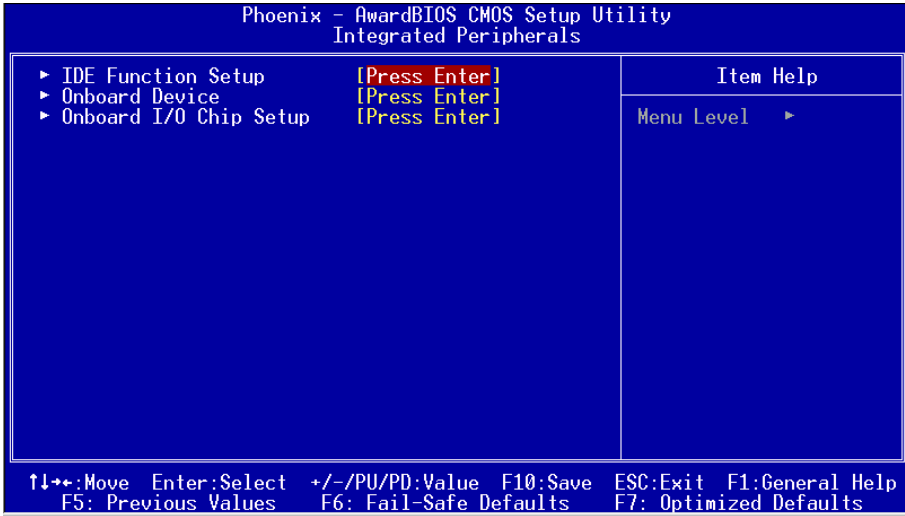 Phoenix - AwardBIOS CMOS Setup Utility
Integrated Peripherals
► IDE Function Setup [Press Enter]
► Onboard Device [Press Enter]
► Onboard I/O Chip Setup [Press Enter]
Item Help
Menu Level ►
↑↓→←:Move Enter:Select +/-/PU/PD:Value F10:Save ESC:Exit F1:General Help
F5: Previous Values F6: Fail-Safe Defaults F7: Optimized Defaults